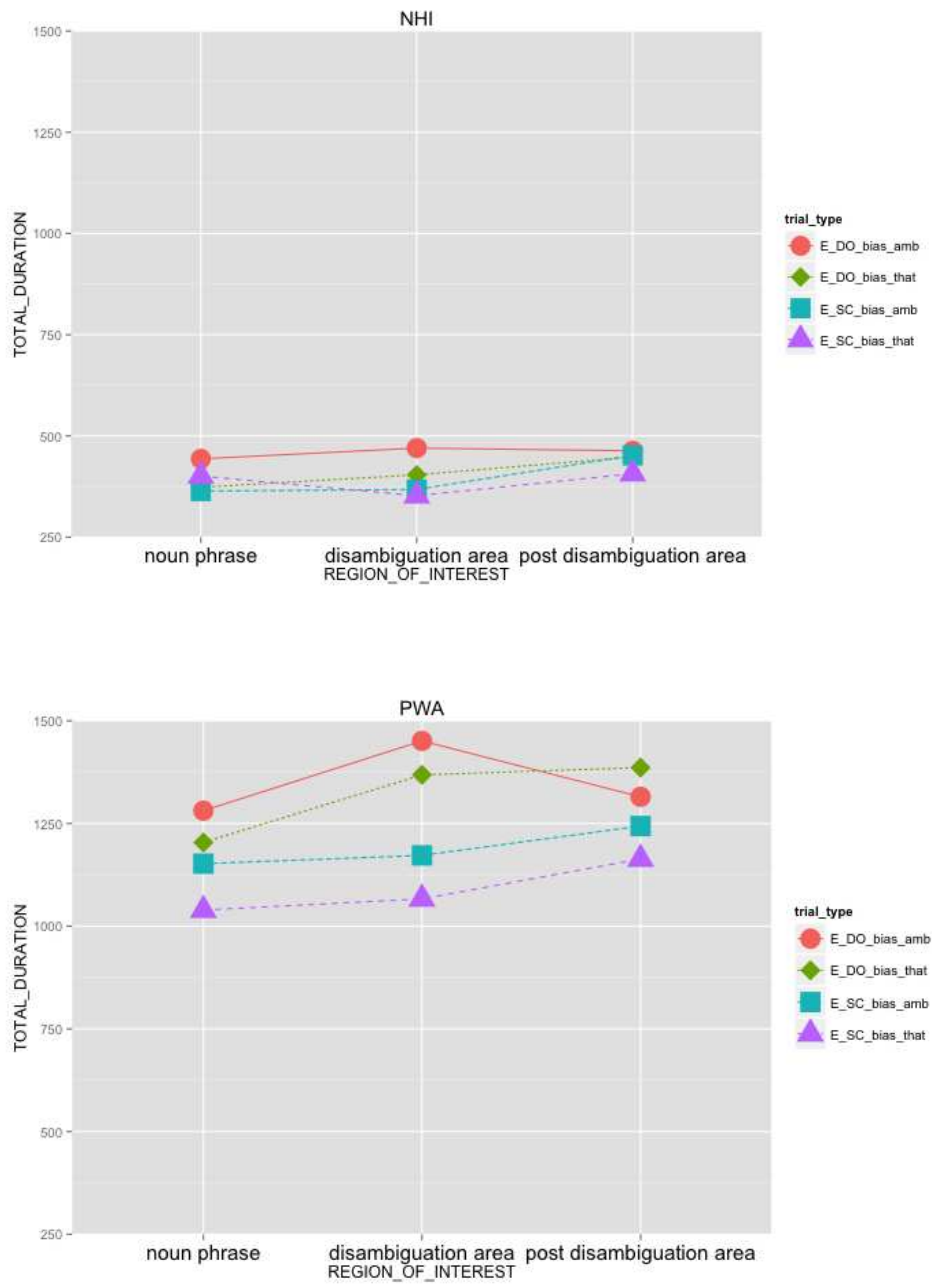 NHI
1500
1250
1000
750
500
250
TOTAL_DURATION
noun phrase disambiguation area post disambiguation area
REGION_OF_INTEREST
trial_type
E_DO_bias_amb
E_DO_bias_that
E_SC_bias_amb
E_SC_bias_that
PWA
1500
1250
1000
750
500
250
TOTAL_DURATION
noun phrase disambiguation area post disambiguation area
REGION_OF_INTEREST
trial_type
E_DO_bias_amb
E_DO_bias_that
E_SC_bias_amb
E_SC_bias_that